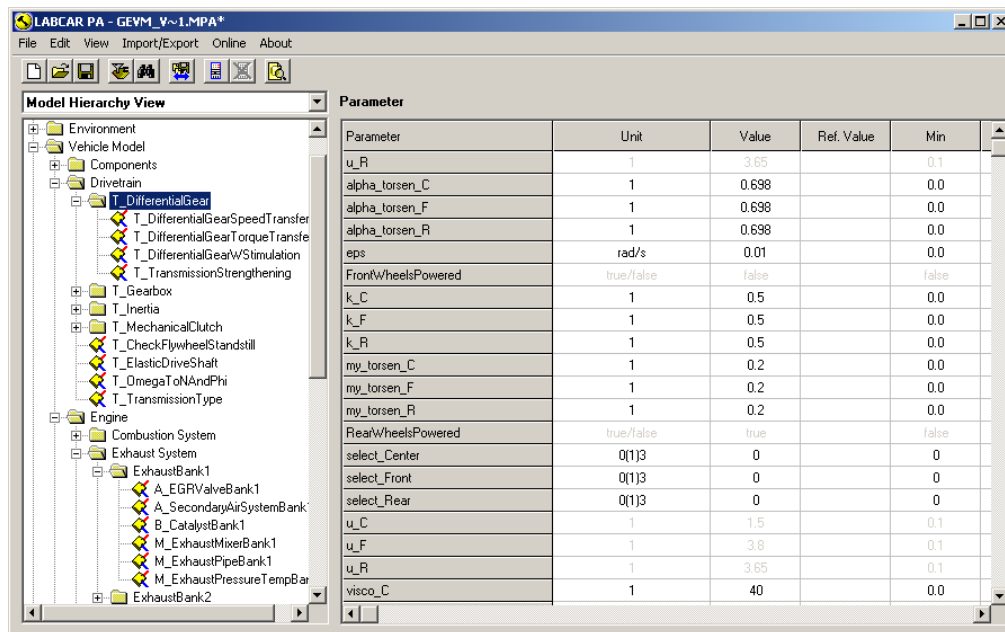 LABCAR PA - GEVM_V~1.MPA*
File Edit View Import/Export Online About
Model Hierarchy View
Environment
Vehicle Model
Components
Drivetrain
T_DifferentialGear
T_DifferentialGearSpeedTransfer
T_DifferentialGearTorqueTransfe
T_DifferentialGearWStimulation
T_TransmissionStrengthening
T_Gearbox
T_Inertia
T_MechanicalClutch
T_CheckFlywheelStandstill
T_ElasticDriveShaft
T_OmegaToNAndPhi
T_TransmissionType
Engine
Combustion System
Exhaust System
ExhaustBank1
A_EGRValveBank1
A_SecondaryAirSystemBank
B_CatalystBank1
M_ExhaustMixerBank1
M_ExhaustPipeBank1
M_ExhaustPressureTempBar
ExhaustBank2
Parameter
Parameter Unit Value Ref. Value Min
u_R 1 3.65 0.1
alpha_torsen_C 1 0.698 0.0
alpha_torsen_F 1 0.698 0.0
alpha_torsen_R 1 0.698 0.0
eps rad/s 0.01 0.0
FrontWheelsPowered true/false false false
k_C 1 0.5 0.0
k_F 1 0.5 0.0
k_R 1 0.5 0.0
my_torsen_C 1 0.2 0.0
my_torsen_F 1 0.2 0.0
my_torsen_R 1 0.2 0.0
RearWheelsPowered true/false true false
select_Center 0(1)3 0 0
select_Front 0(1)3 0 0
select_Rear 0(1)3 0 0
u_C 1 1.5 0.1
u_F 1 3.8 0.1
u_R 1 3.65 0.1
visco_C 1 40 0.0